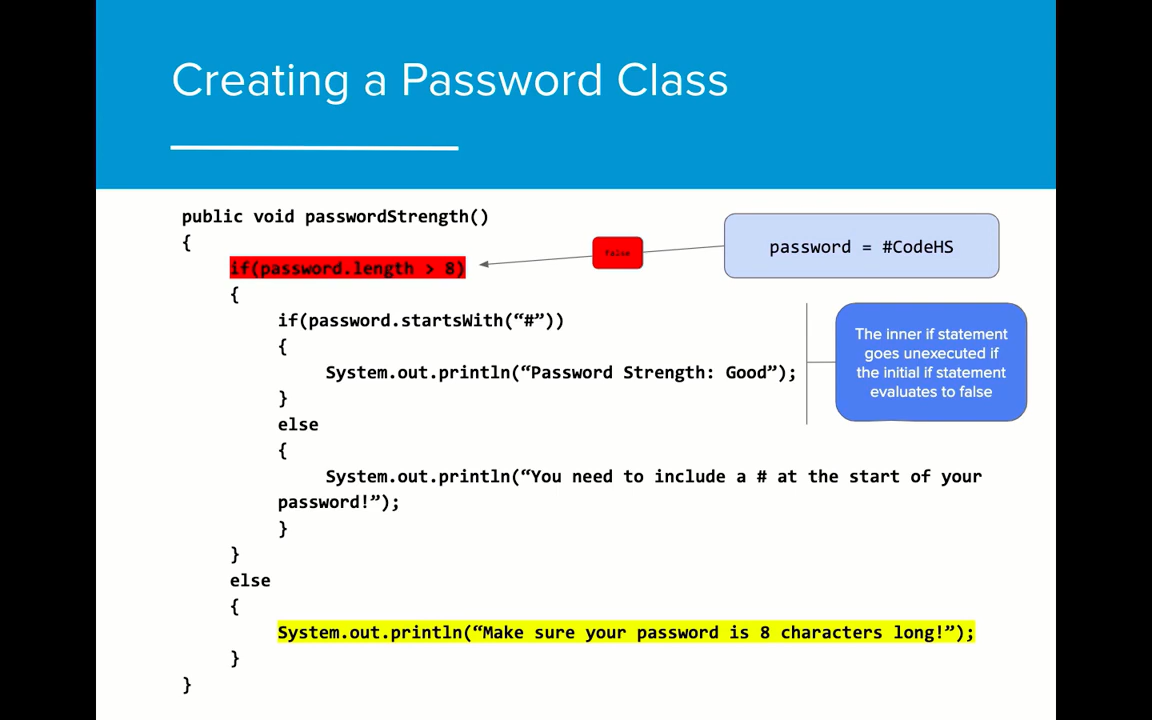 Creating a Password Class
public void passwordStrength()
{
if(password.length > 8)
false
password = #CodeHS
{
if(password.startsWith(“#”))
{
System.out.println(“Password Strength: Good”);
}
The inner if statement
goes unexecuted if
the initial if statement
evaluates to false
else
{
System.out.println(“You need to include a # at the start of your
password!”);
}
}
else
{
System.out.println(“Make sure your password is 8 characters long!”);
}
}